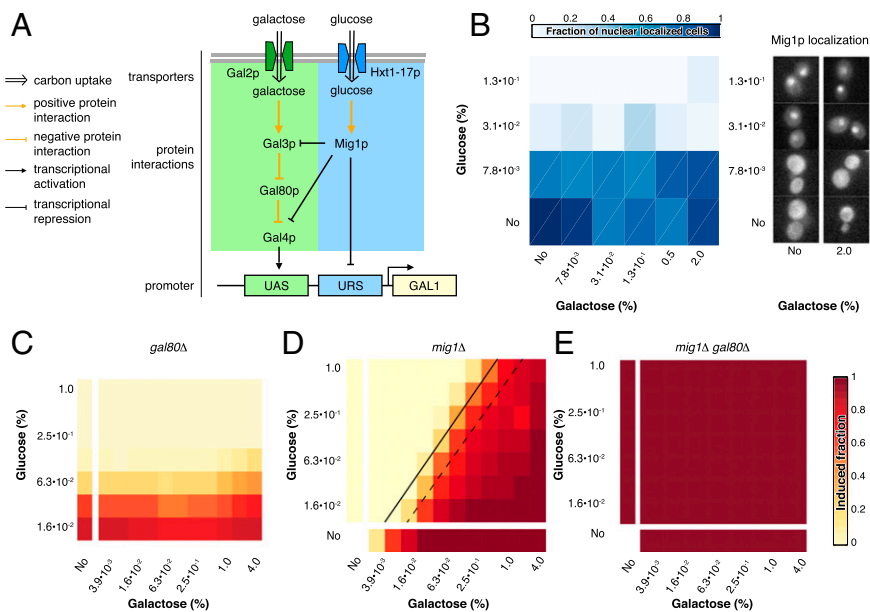 A
galactose
glucose
transporters
Gal2p
Hxt1-17p
carbon uptake
galactose
glucose
positive protein
interaction
negative protein
interaction
protein
interactions
Gal3p
Mig1p
transcriptional
activation
Gal80p
transcriptional
repression
Gal4p
promoter
UAS
URS
GAL1
B
0
0.2
0.4
0.6
0.8
1
Fraction of nuclear localized cells
Mig1p localization
Glucose (%)
1.3•10-1
3.1•10-2
7.8•10-3
No
No
7.8•10-3
3.1•10-2
1.3•10-1
0.5
2.0
Galactose (%)
1.3•10-1
3.1•10-2
7.8•10-3
No
No
2.0
Galactose (%)
C
gal80Δ
Glucose (%)
1.0
2.5•10-1
6.3•10-2
1.6•10-2
No
3.9•10-3
1.6•10-2
6.3•10-2
2.5•10-1
1.0
4.0
Galactose (%)
D
mig1Δ
Glucose (%)
1.0
2.5•10-1
6.3•10-2
1.6•10-2
No
No
3.9•10-3
1.6•10-2
6.3•10-2
2.5•10-1
1.0
4.0
Galactose (%)
E
mig1Δ gal80Δ
Glucose (%)
1.0
2.5•10-1
6.3•10-2
1.6•10-2
No
No
3.9•10-3
1.6•10-2
6.3•10-2
2.5•10-1
1.0
4.0
Galactose (%)
1
0.8
0.6
0.4
0.2
0
Induced fraction